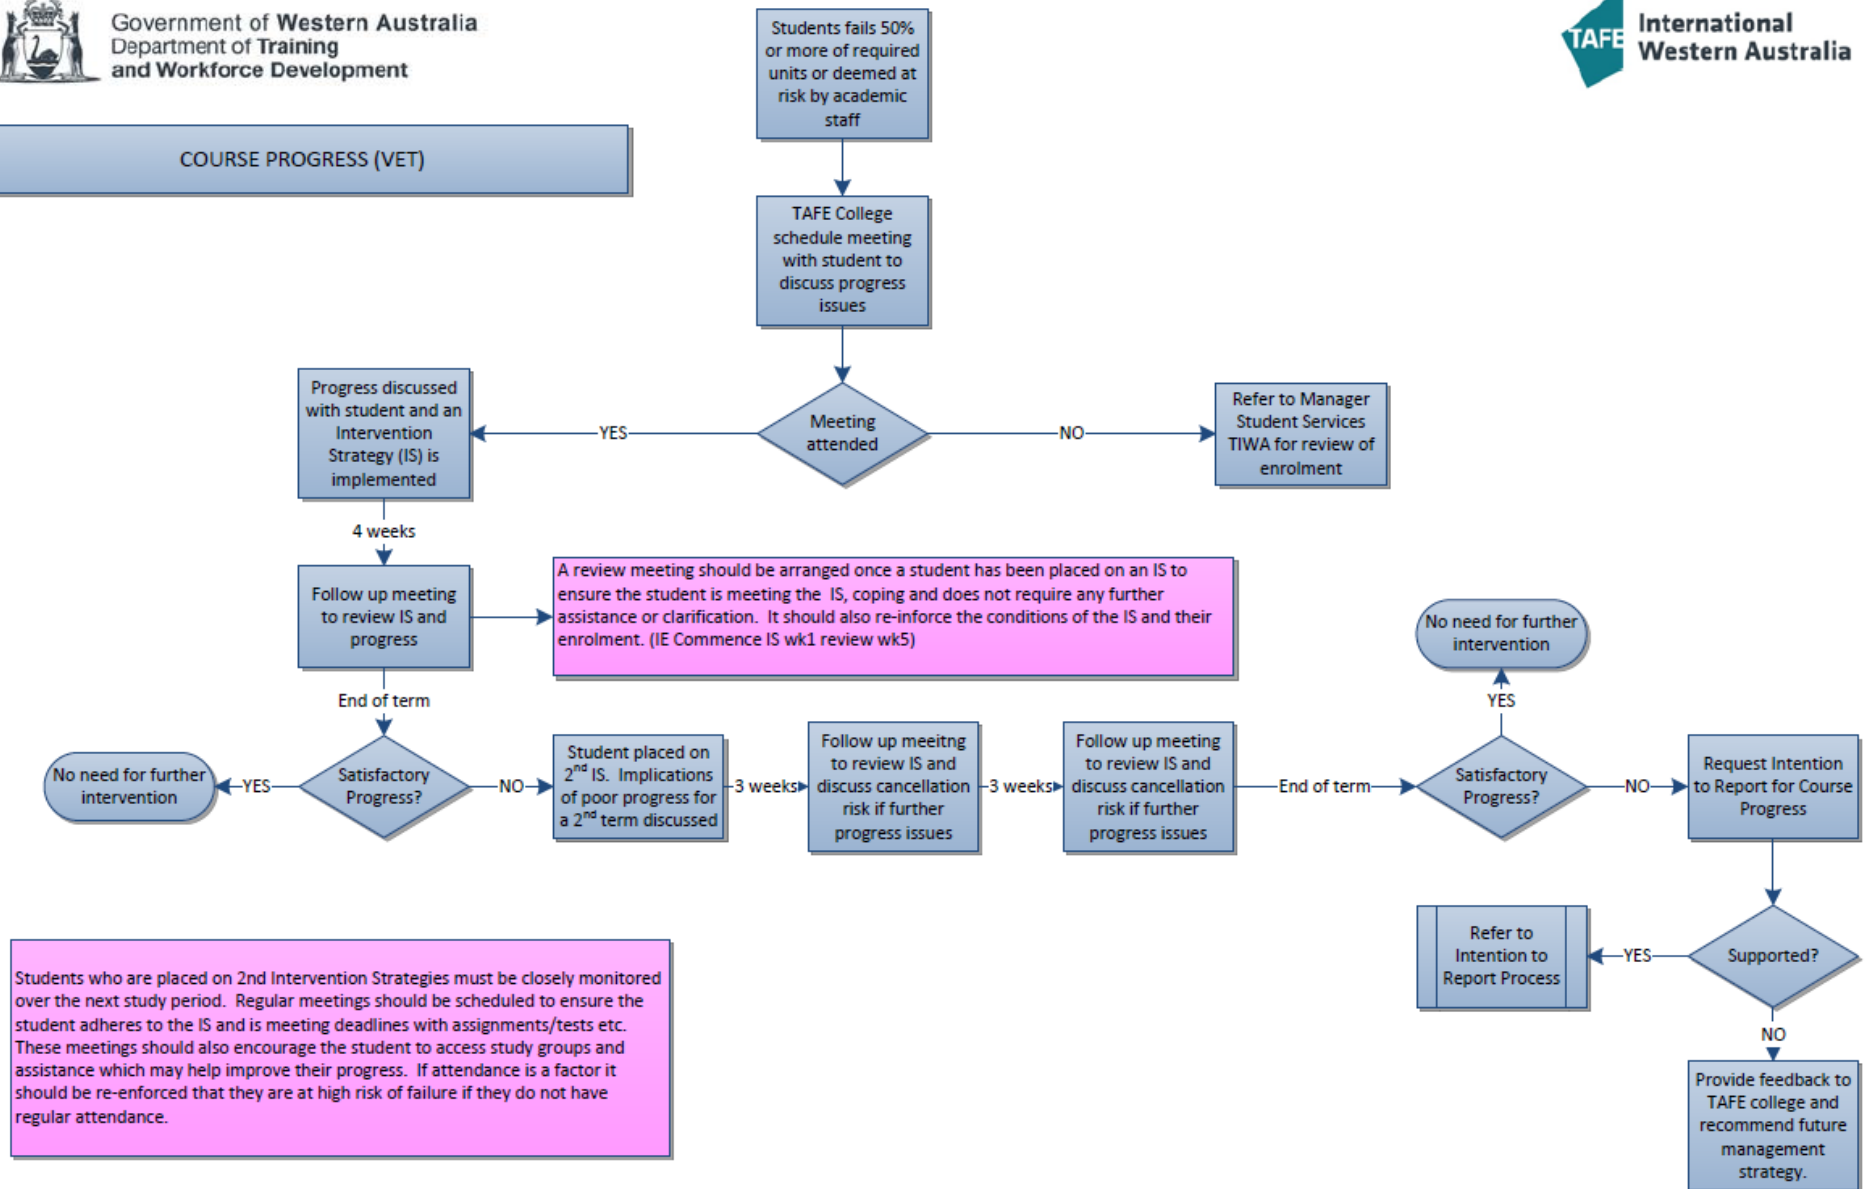 Government of Western Australia
Department of Training
and Workforce Development
TAFE
International
Western Australia
COURSE PROGRESS (VET)
Students fails 50%
or more of required
units or deemed at
risk by academic
staff
TAFE College
schedule meeting
with student to
discuss progress
issues
Meeting
attended
YES
NO
Progress discussed
with student and an
Intervention
Strategy (IS) is
implemented
Refer to Manager
Student Services
TIWA for review of
enrolment
4 weeks
Follow up meeting
to review IS and
progress
A review meeting should be arranged once a student has been placed on an IS to
ensure the student is meeting the IS, coping and does not require any further
assistance or clarification. It should also re-inforce the conditions of the IS and their
enrolment. (IE Commence IS wk1 review wk5)
End of term
Satisfactory
Progress?
YES
No need for further
intervention
NO
Student placed on
2nd IS. Implications
of poor progress for
a 2nd term discussed
3 weeks
Follow up meeitng
to review IS and
discuss cancellation
risk if further
progress issues
3 weeks
Follow up meeting
to review IS and
discuss cancellation
risk if further
progress issues
End of term
Satisfactory
Progress?
YES
No need for further
intervention
NO
Request Intention
to Report for Course
Progress
Supported?
YES
Refer to
Intention to
Report Process
NO
Provide feedback to
TAFE college and
recommend future
management
strategy.
Students who are placed on 2nd Intervention Strategies must be closely monitored
over the next study period. Regular meetings should be scheduled to ensure the
student adheres to the IS and is meeting deadlines with assignments/tests etc.
These meetings should also encourage the student to access study groups and
assistance which may help improve their progress. If attendance is a factor it
should be re-enforced that they are at high risk of failure if they do not have
regular attendance.